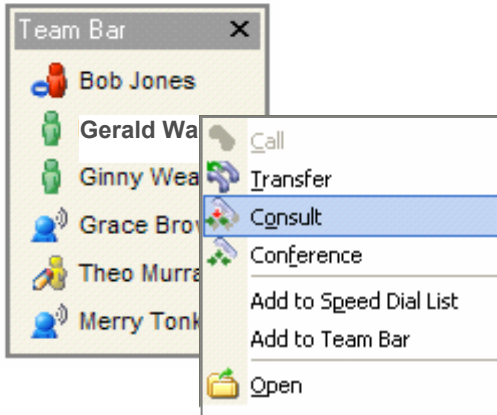 Team Bar
Bob Jones
Gerald Wa
Ginny Wea
Grace Brow
Theo Murra
Merry Tonk
Call
Transfer
Consult
Conference
Add to Speed Dial List
Add to Team Bar
Open